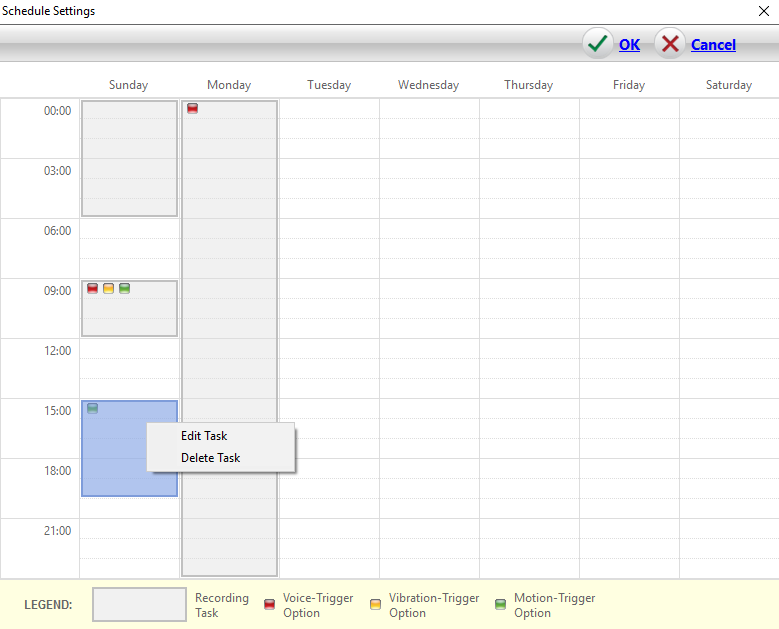 Schedule Settings
OK Cancel
Sunday Monday Tuesday Wednesday Thursday Friday Saturday
00:00
03:00
06:00
09:00
12:00
15:00
Edit Task
Delete Task
18:00
21:00
LEGEND:
Recording
Task
Voice-Trigger
Option
Vibration-Trigger
Option
Motion-Trigger
Option